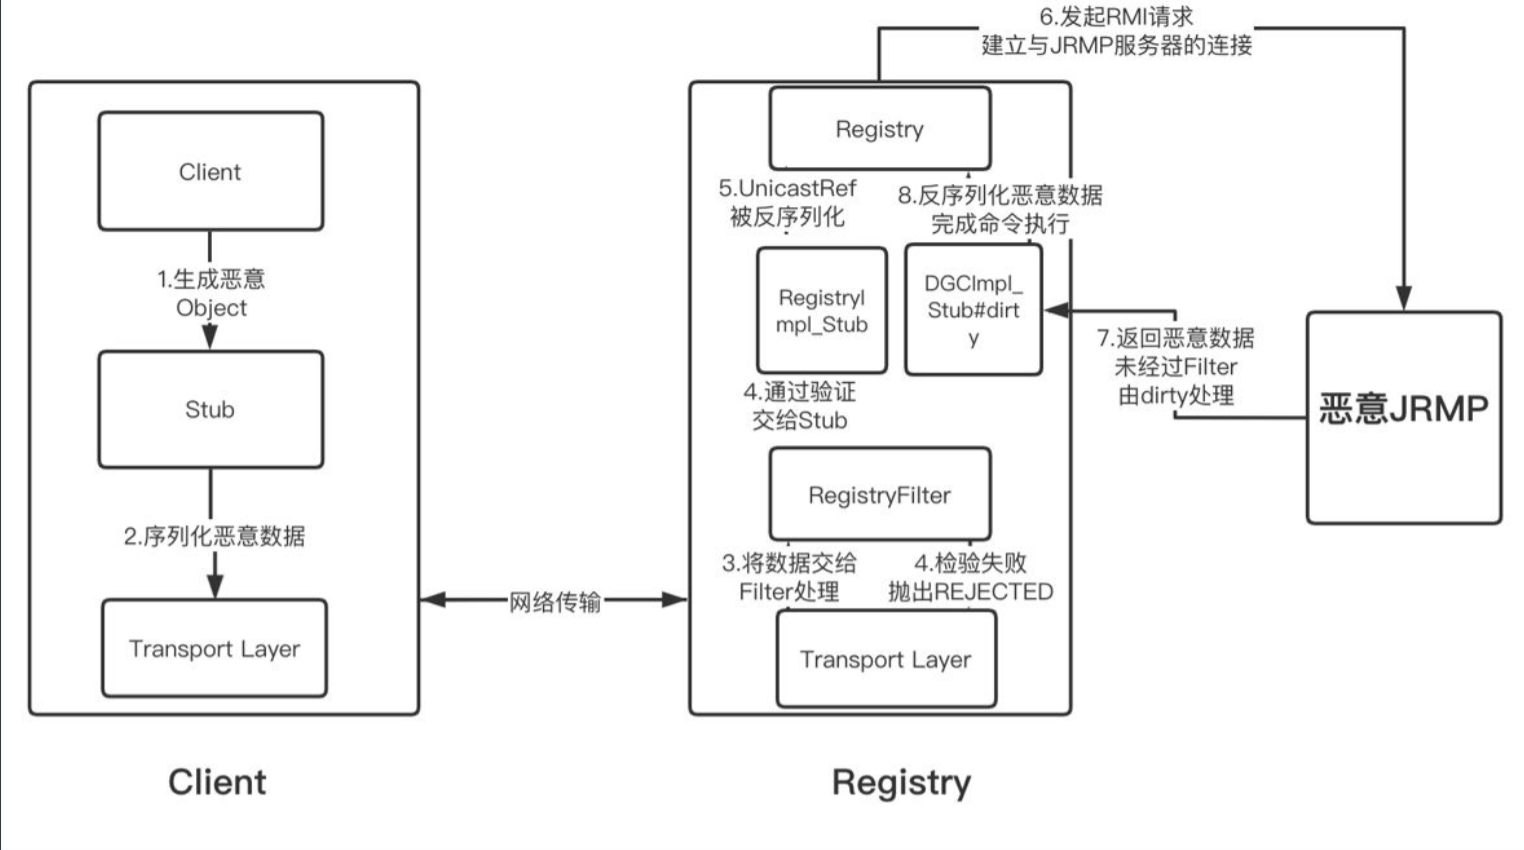 6.发起RMI请求
建立与JRMP服务器的连接
Client
1.生成恶意
Object
Stub
2.序列化恶意数据
Transport Layer
Client
网络传输
Registry
5.UnicastRef
被反序列化
8.反序列化恶意数据
完成命令执行
RegistryI
mpl_Stub
DGCImpl_
Stub#dirt
y
4.通过验证
交给Stub
RegistryFilter
3.将数据交给
Filter处理
4.检验失败
抛出REJECTED
Transport Layer
Registry
7.返回恶意数据
未经过Filter
由dirty处理
恶意JRMP